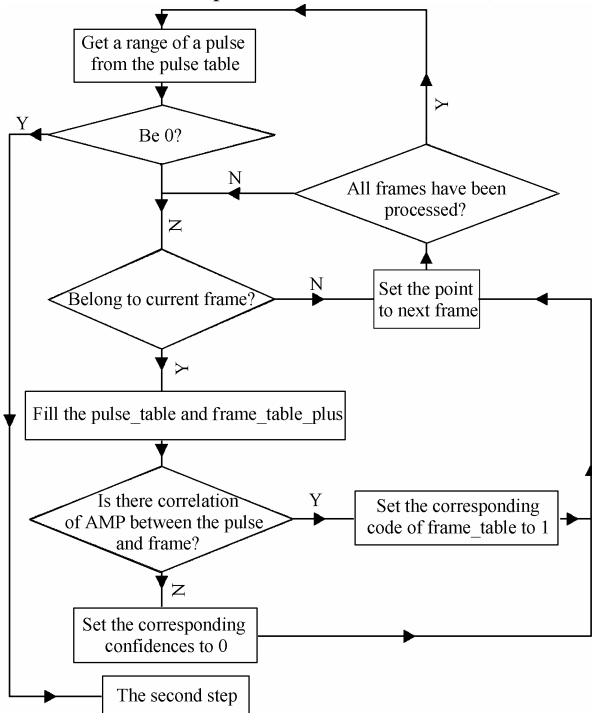 Get a range of a pulse
from the pulse table
Y
Be 0?
Y
N
All frames have been
processed?
N
Belong to current frame?
N
Set the point
to next frame
Y
Fill the pulse_table and frame_table_plus
Is there correlation
of AMP between the pulse
and frame?
Y
Set the corresponding
code of frame_table to 1
N
Set the corresponding
confidences to 0
The second step